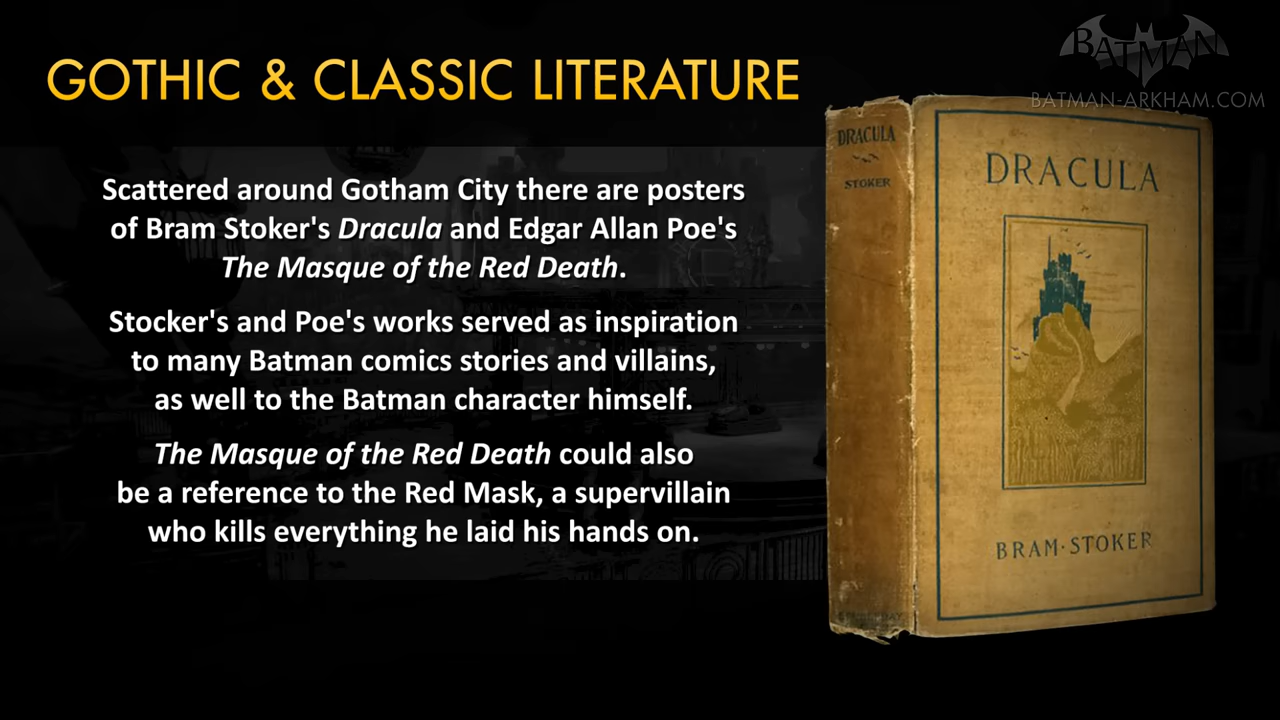 BATMAN
BATMAN-ARKHAM.COM
GOTHIC & CLASSIC LITERATURE
Scattered around Gotham City there are posters
of Bram Stoker's Dracula and Edgar Allan Poe's
The Masque of the Red Death.
Stocker's and Poe's works served as inspiration
to many Batman comics stories and villains,
as well to the Batman character himself.
The Masque of the Red Death could also
be a reference to the Red Mask, a supervillain
who kills everything he laid his hands on.
DRACULA
STOKER
DRACULA
BRAM·STOKER